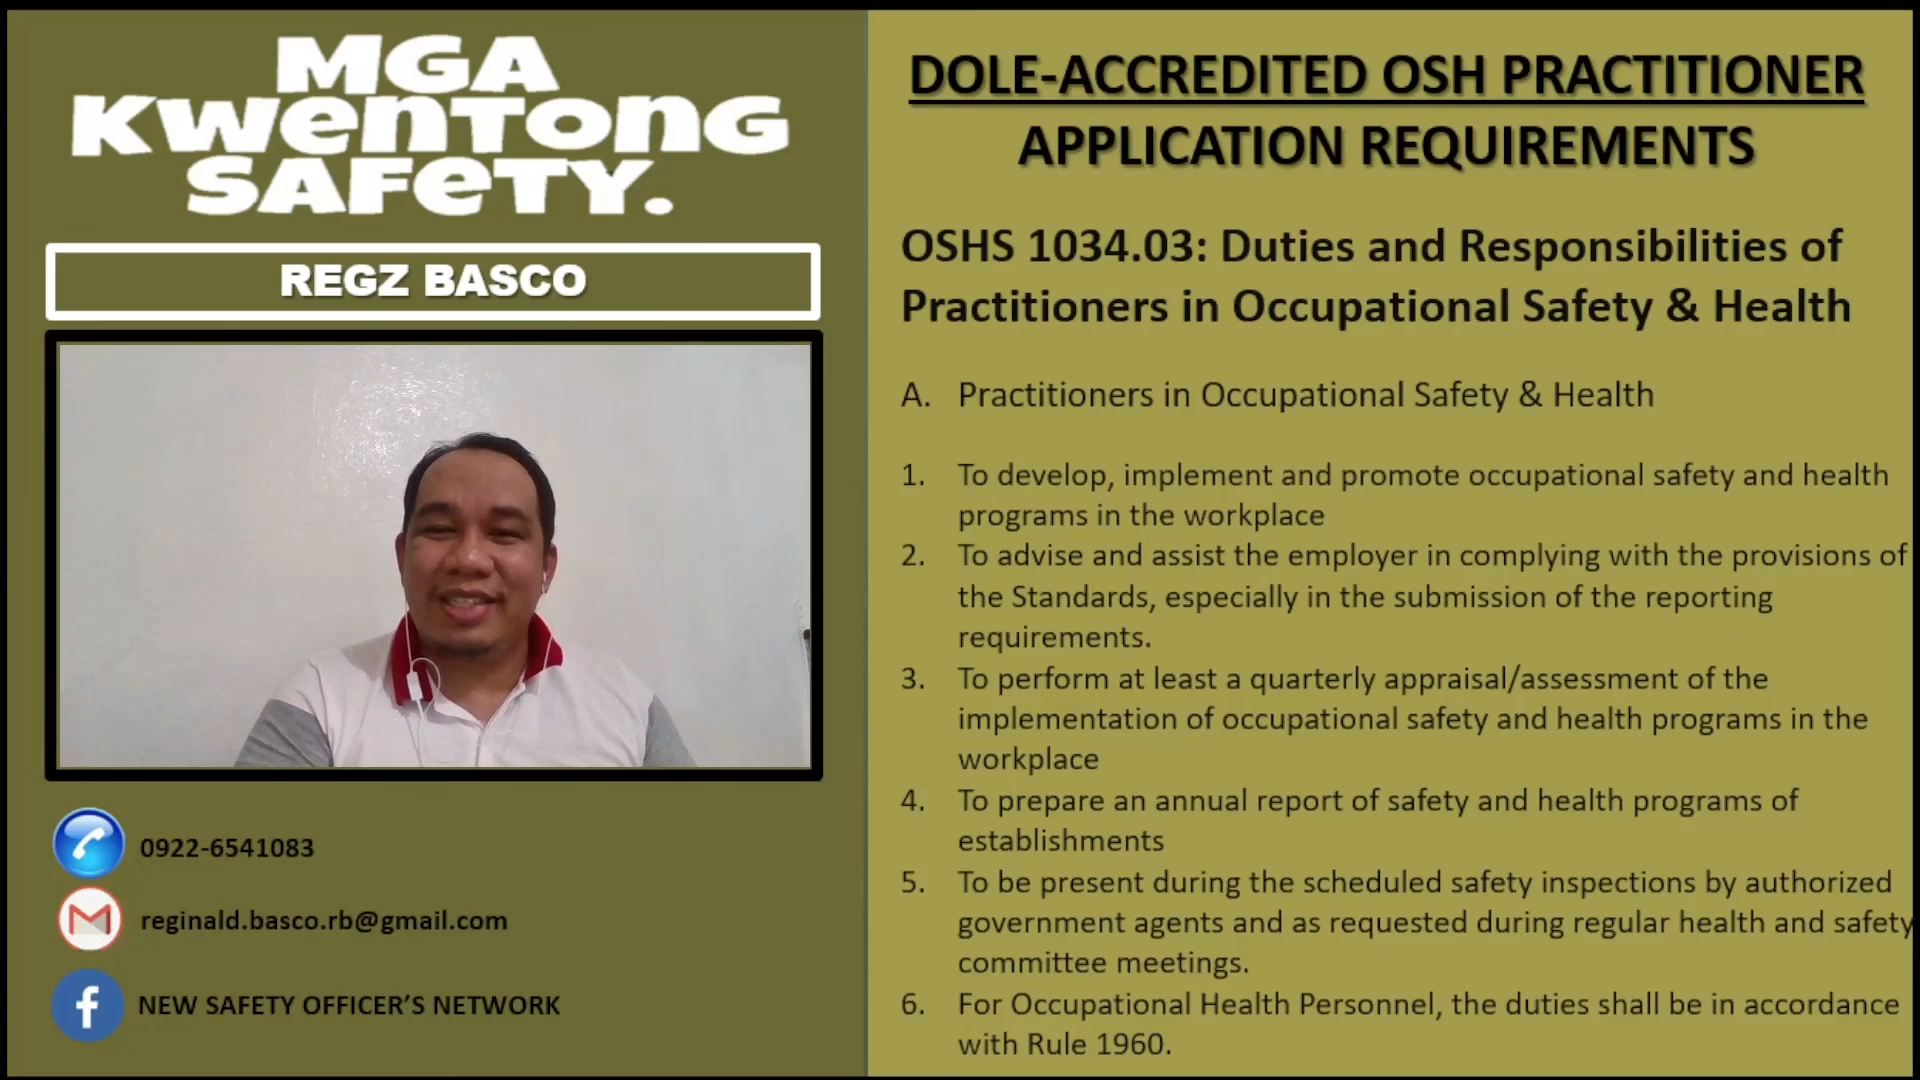 MGA
KWeNTONG
SAFeTY.
REGZ BASCO
0922-6541083
reginald.basco.rb@gmail.com
NEW SAFETY OFFICER’S NETWORK
DOLE-ACCREDITED OSH PRACTITIONER
APPLICATION REQUIREMENTS
OSHS 1034.03: Duties and Responsibilities of
Practitioners in Occupational Safety & Health
A. Practitioners in Occupational Safety & Health
1. To develop, implement and promote occupational safety and health
programs in the workplace
2. To advise and assist the employer in complying with the provisions of
the Standards, especially in the submission of the reporting
requirements.
3. To perform at least a quarterly appraisal/assessment of the
implementation of occupational safety and health programs in the
workplace
4. To prepare an annual report of safety and health programs of
establishments
5. To be present during the scheduled safety inspections by authorized
government agents and as requested during regular health and safety
committee meetings.
6. For Occupational Health Personnel, the duties shall be in accordance
with Rule 1960.